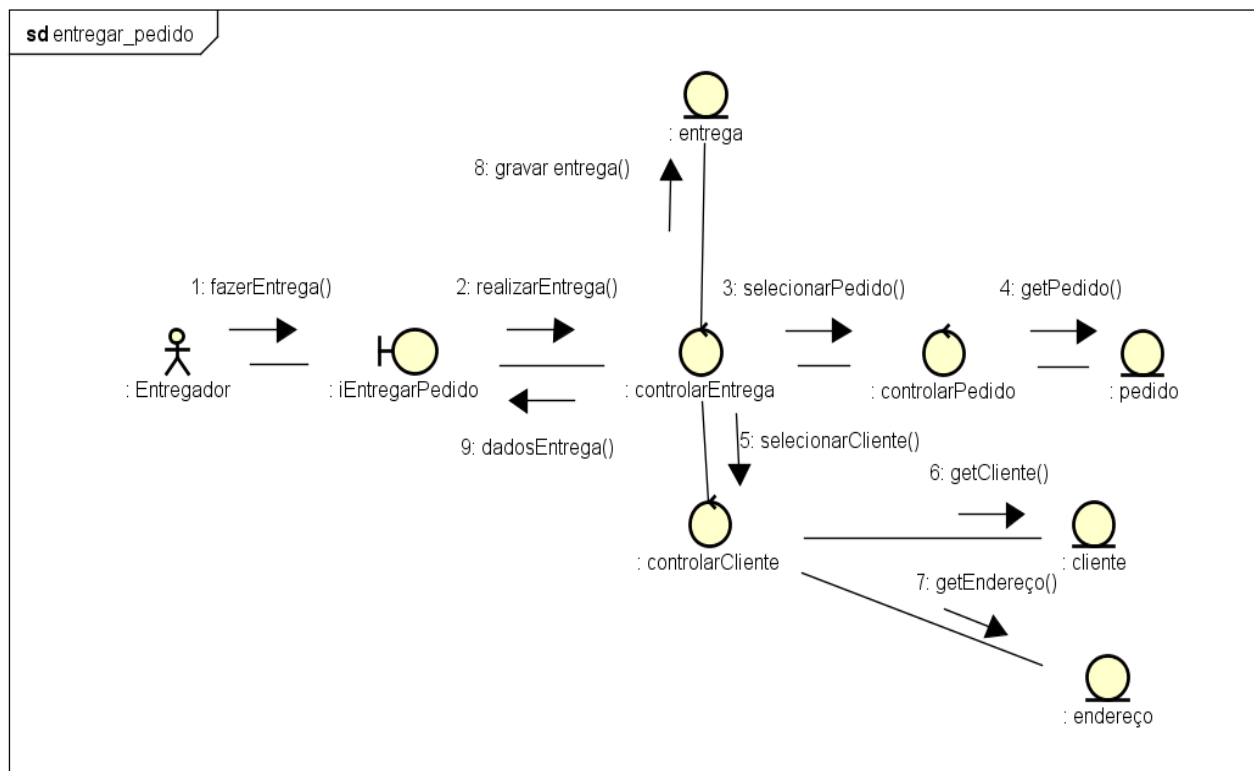 sd entregar_pedido
: entrega
8: gravar entrega()
1: fazerEntrega()
2: realizarEntrega()
3: selecionarPedido()
4: getPedido()
: Entregador
: iEntregarPedido
: controlarEntrega
: controlarPedido
: pedido
9: dadosEntrega()
5: selecionarCliente()
6: getCliente()
: controlarCliente
: cliente
7: getEndereço()
: endereço